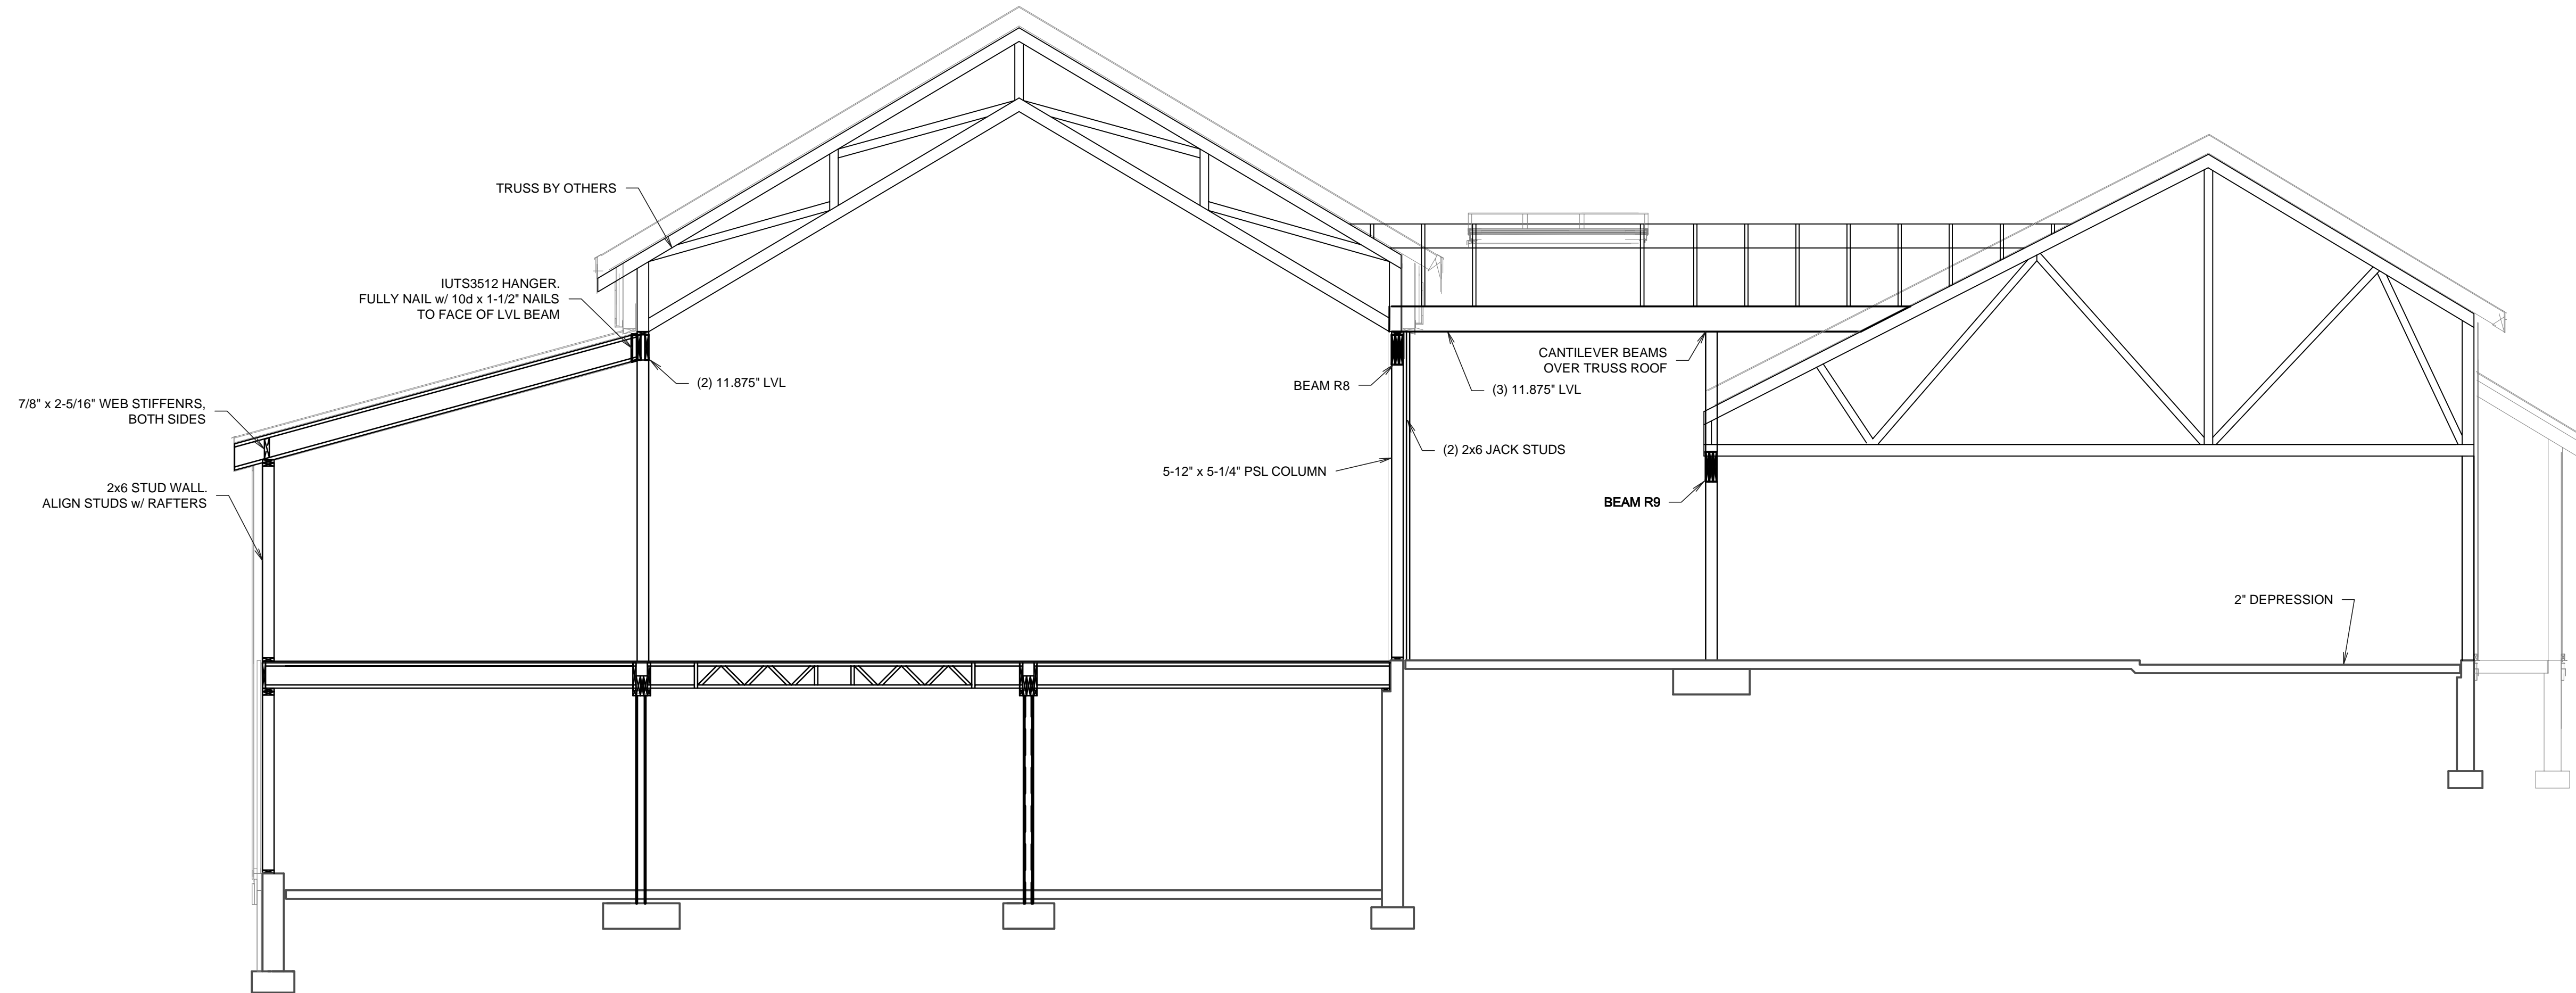 TRUSS BY OTHERS
IUTS3512 HANGER.
FULLY NAIL w/ 10d x 1-1/2" NAILS
TO FACE OF LVL BEAM
(2) 11.875" LVL
7/8" x 2-5/16" WEB STIFFENRS,
BOTH SIDES
2x6 STUD WALL.
ALIGN STUDS w/ RAFTERS
BEAM R8
5-12" x 5-1/4" PSL COLUMN
CANTILEVER BEAMS
OVER TRUSS ROOF
(3) 11.875" LVL
(2) 2x6 JACK STUDS
BEAM R9
2" DEPRESSION